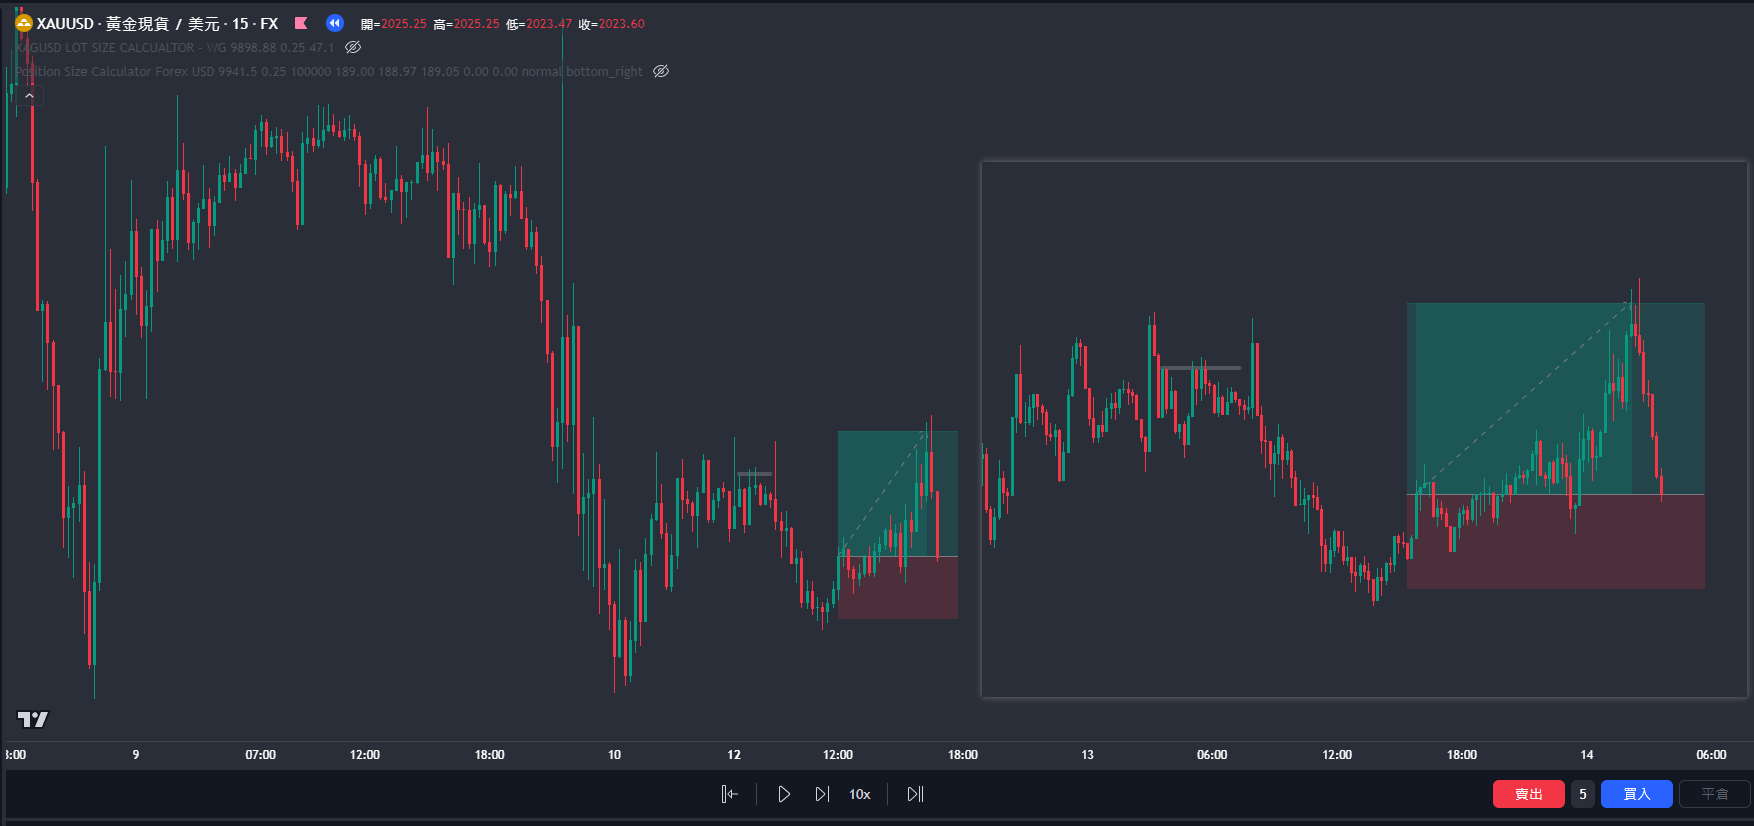 XAUUSD · 黃金現貨 / 美元 · 15 · FX 開=2025.25 高=2025.25 低=2023.47 收=2023.60
XAGUSD LOT SIZE CALCUALTOR - WG 9898.88 0.25 47.1
Position Size Calculator Forex USD 9941.5 0.25 100000 189.00 188.97 189.05 0.00 0.00 normal bottom_right
3:00 9 07:00 12:00 18:00 10 12 12:00 18:00 13 06:00 12:00 18:00 14 06:00
10x 賣出 5 買入 平倉